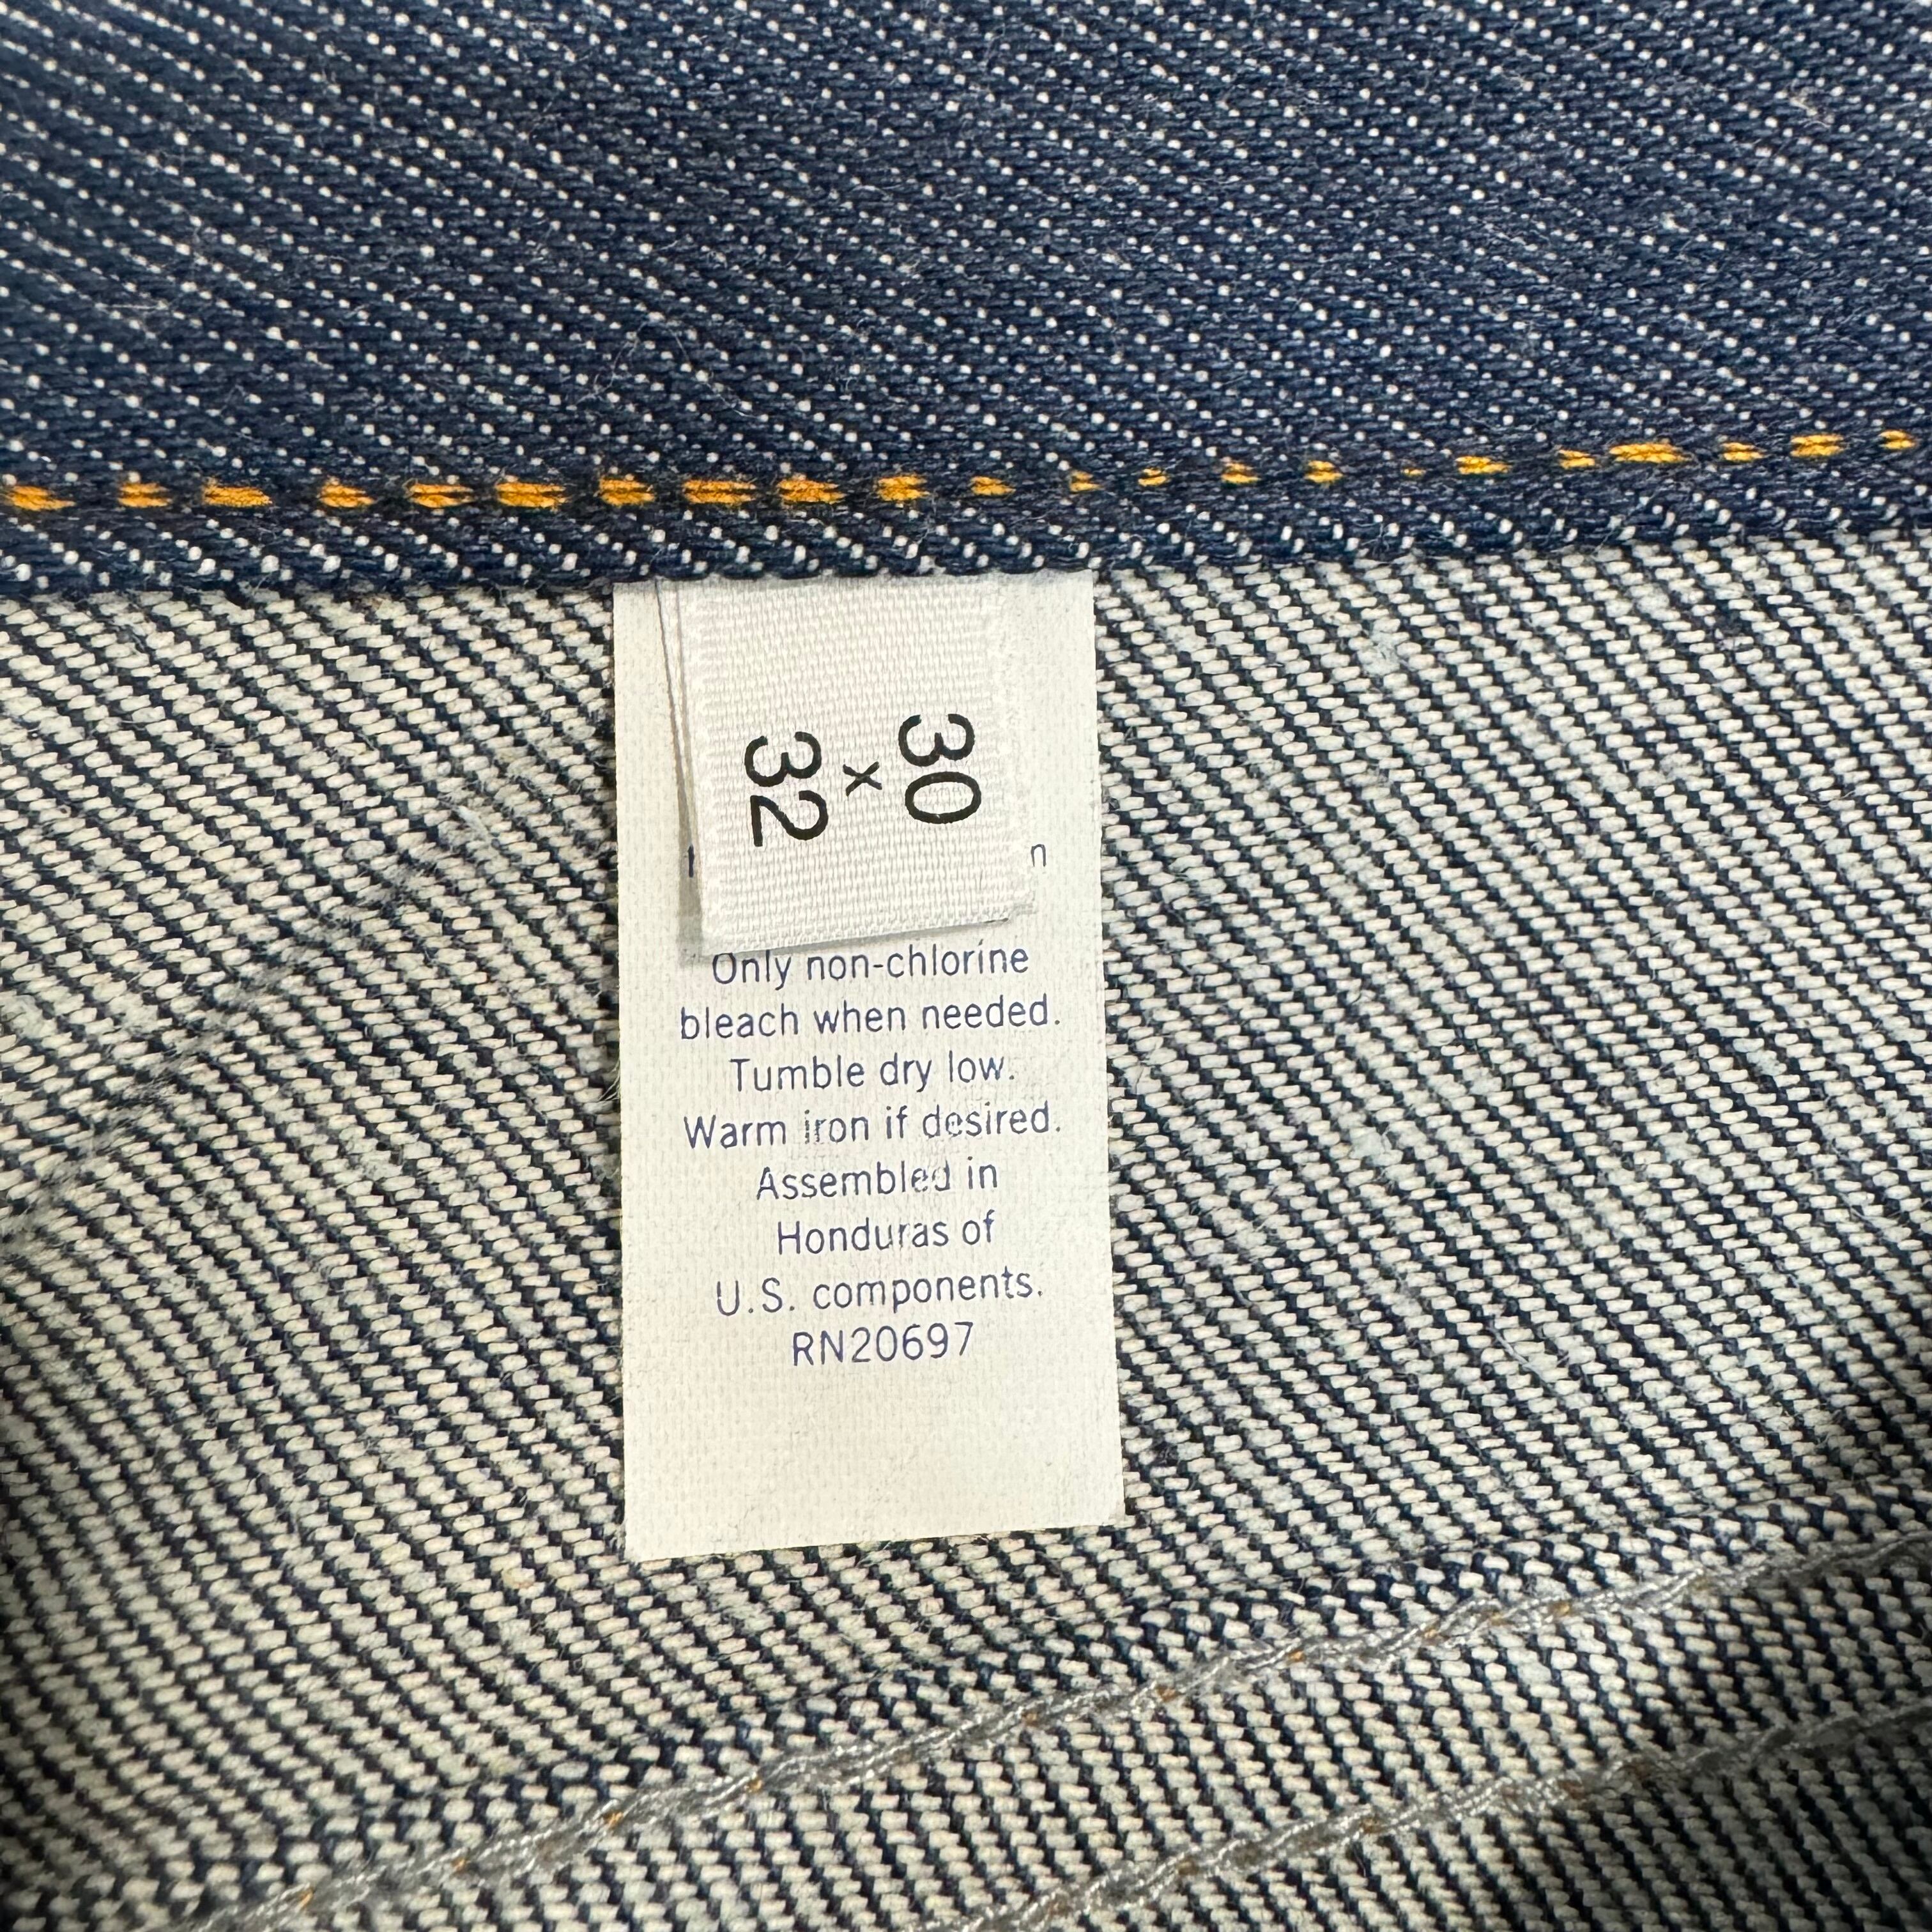 30
x
32
Only non-chlorine
bleach when needed.
Tumble dry low.
Warm iron if desired.
Assembled in
Honduras of
U.S. components.
RN20697